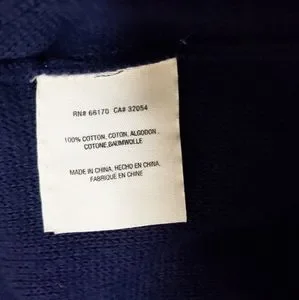 RN# 66170 CA# 32054
100% COTTON, COTON, ALGODON,
COTONE,BAUMWOLLE
MADE IN CHINA, HECHO EN CHINA,
FABRIQUE EN CHINE